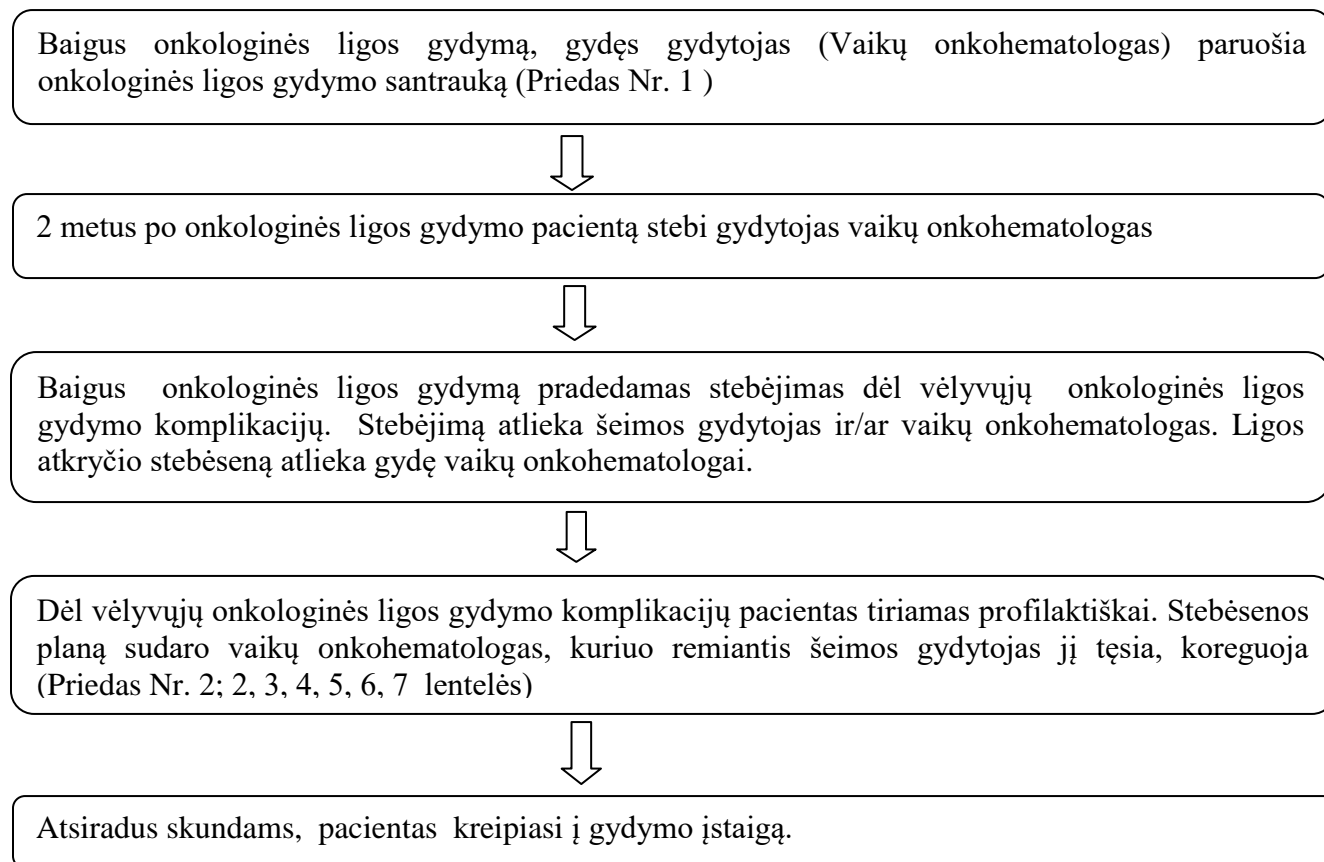 Baigus onkologinės ligos gydymą, gydęs gydytojas (Vaikų onkohematologas) paruošia
onkologinės ligos gydymo santrauką (Priedas Nr. 1 )
2 metus po onkologinės ligos gydymo pacientą stebi gydytojas vaikų onkohematologas
Baigus onkologinės ligos gydymą pradedamas stebėjimas dėl vėlyvųjų onkologinės ligos
gydymo komplikacijų. Stebėjimą atlieka šeimos gydytojas ir/ar vaikų onkohematologas. Ligos
atkryčio stebėseną atlieka gydę vaikų onkohematologai.
Dėl vėlyvųjų onkologinės ligos gydymo komplikacijų pacientas tiriamas profilaktiškai. Stebėsenos
planą sudaro vaikų onkohematologas, kuriuo remiantis šeimos gydytojas jį tęsia, koreguoja
(Priedas Nr. 2; 2, 3, 4, 5, 6, 7 lentelės)
Atsiradus skundams, pacientas kreipiasi į gydymo įstaigą.